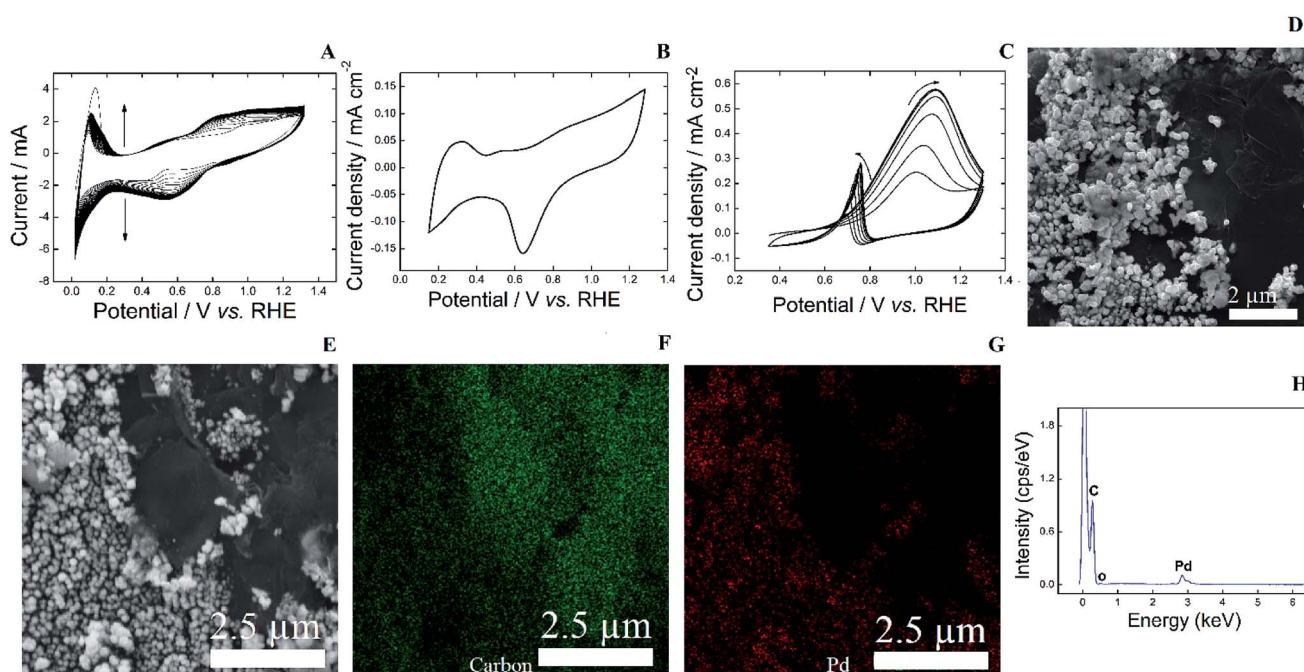 A
Current / mA
4
2
0
-2
-4
-6
0.0 0.2 0.4 0.6 0.8 1.0 1.2 1.4
Potential / V vs. RHE
B
Current density / mA cm-2
0.15
0.10
0.05
0.00
-0.05
-0.10
-0.15
0.0 0.2 0.4 0.6 0.8 1.0 1.2 1.4
Potential / V vs. RHE
C
Current density / mA cm-2
0.6
0.5
0.4
0.3
0.2
0.1
0.0
-0.1
0.2 0.4 0.6 0.8 1.0 1.2 1.4
Potential / V vs. RHE
D
2 µm
E
2.5 µm
F
2.5 µm
Carbon
G
2.5 µm
Pd
H
Intensity (cps/eV)
1.8
1.2
0.6
0.0
C
O
Pd
0 1 2 3 4 5 6
Energy (keV)